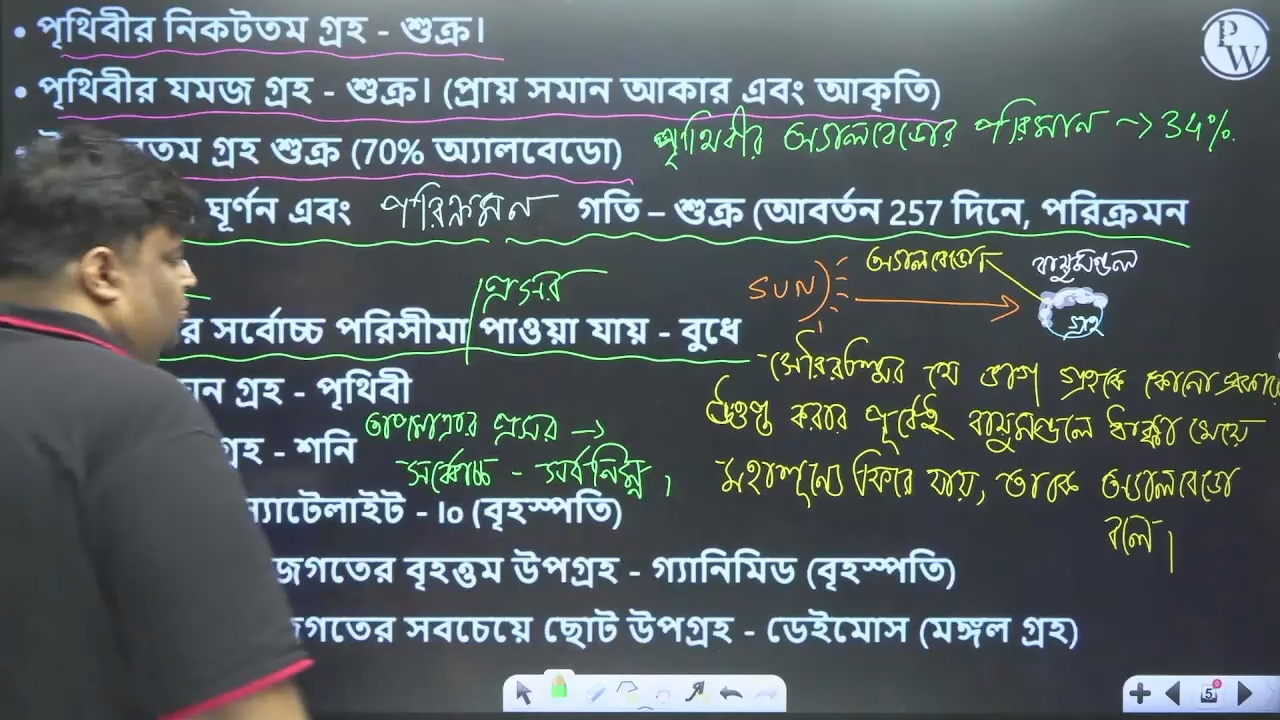 • পৃথিবীর নিকটতম গ্রহ - শুক্র।
PW
• পৃথিবীর যমজ গ্রহ - শুক্র। (প্রায় সমান আকার এবং আকৃতি)
পৃথিবীর অ্যালবেডোর পরিমান → 34%.
তম গ্রহ শুক্র (70% অ্যালবেডো)
ঘূর্ণন এবং পরিক্রমন গতি – শুক্র (আবর্তন 257 দিনে, পরিক্রমন
SUN
অ্যালবেডো
বায়ুমণ্ডল
গ্রহ
প্রসর
র সর্বোচ্চ পরিসীমা পাওয়া যায় - বুধে
সৌররশ্মির যে ভাগ গ্রহকে কোনো
ন গ্রহ - পৃথিবী
উত্তপ্ত করার পূর্বেই বায়ুমণ্ডলে ধাক্কা খেয়ে
তাপমাত্রার প্রসর →
গ্রহ - শনি
সর্বোচ্চ - সর্বনিম্ন।
মহাশূন্যে ফিরে যায়, তাকে অ্যালবেডো
বলে।
্যাটেলাইট - Io (বৃহস্পতি)
জগতের বৃহত্তম উপগ্রহ - গ্যানিমিড (বৃহস্পতি)
জগতের সবচেয়ে ছোট উপগ্রহ - ডেইমোস (মঙ্গল গ্রহ)
5